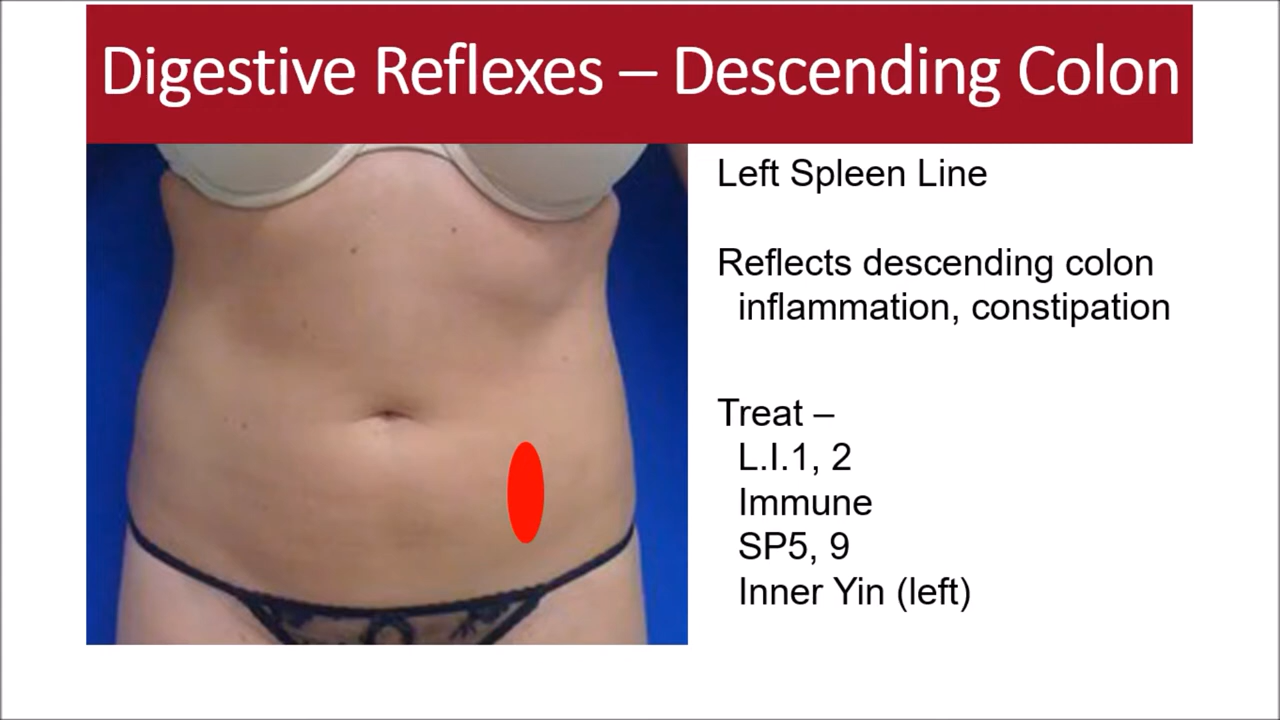 Digestive Reflexes – Descending Colon
Left Spleen Line
Reflects descending colon
inflammation, constipation
Treat –
L.I.1, 2
Immune
SP5, 9
Inner Yin (left)